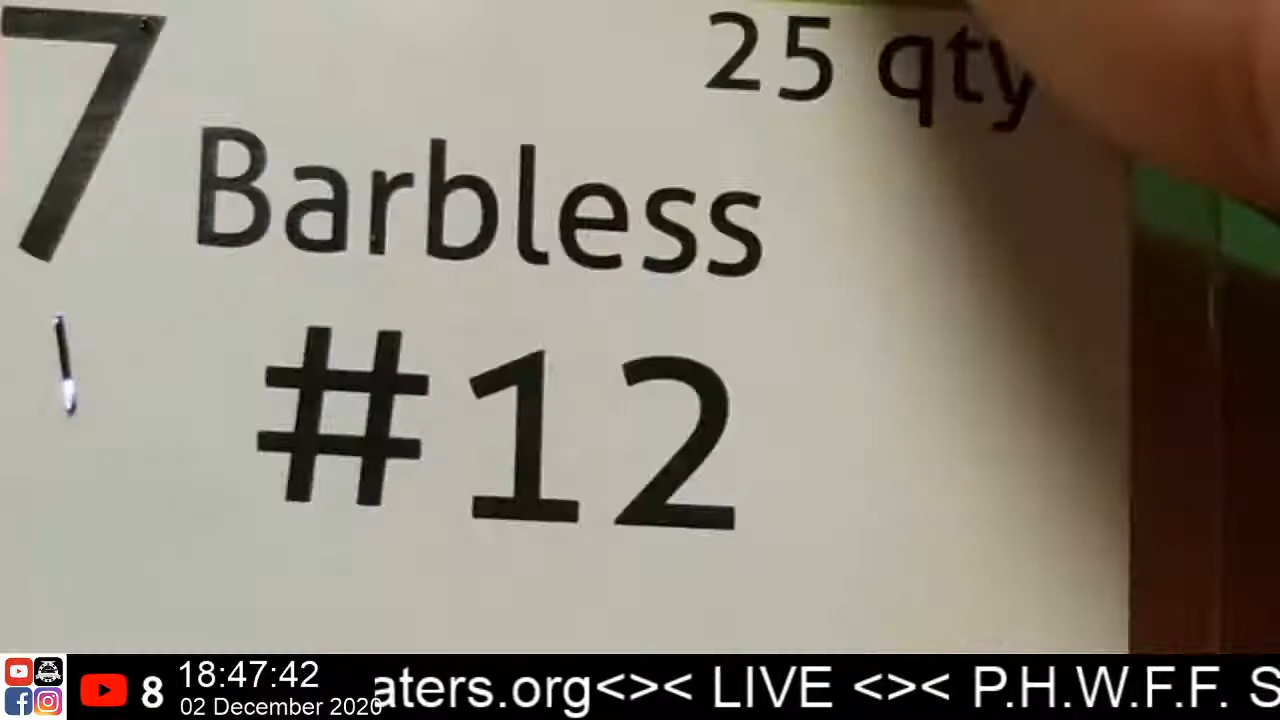 25 qty
7 Barbless
#12
8 18:47:42
02 December 2020
aters.org<>< LIVE <>< P.H.W.F.F. S